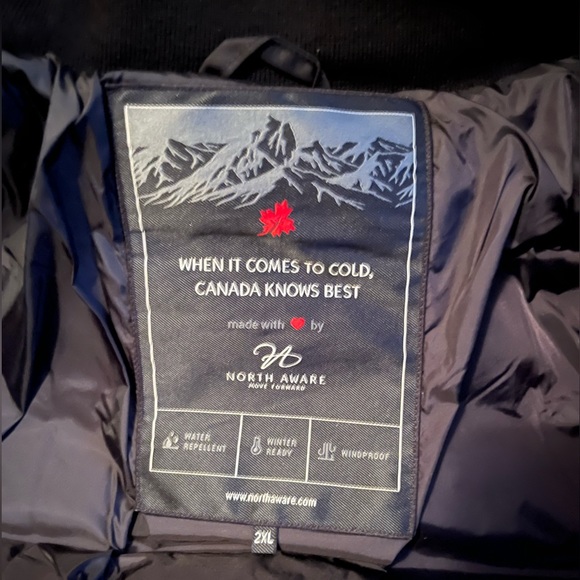 WHEN IT COMES TO COLD,
CANADA KNOWS BEST
made with ❤ by
NORTH AWARE
MOVE FORWARD
WATER
REPELLENT
WINTER
READY
WINDPROOF
www.northaware.com
2XL